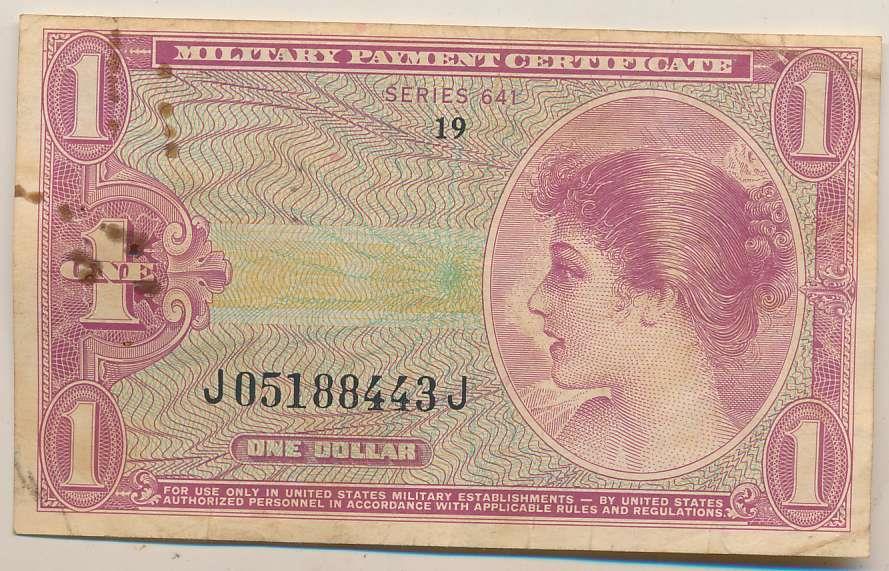 MILITARY PAYMENT CERTIFICATE
1
1
SERIES 641
19
1
ONE
J05188443J
ONE DOLLAR
1
1
FOR USE ONLY IN UNITED STATES MILITARY ESTABLISHMENTS — BY UNITED STATES
AUTHORIZED PERSONNEL IN ACCORDANCE WITH APPLICABLE RULES AND REGULATIONS.